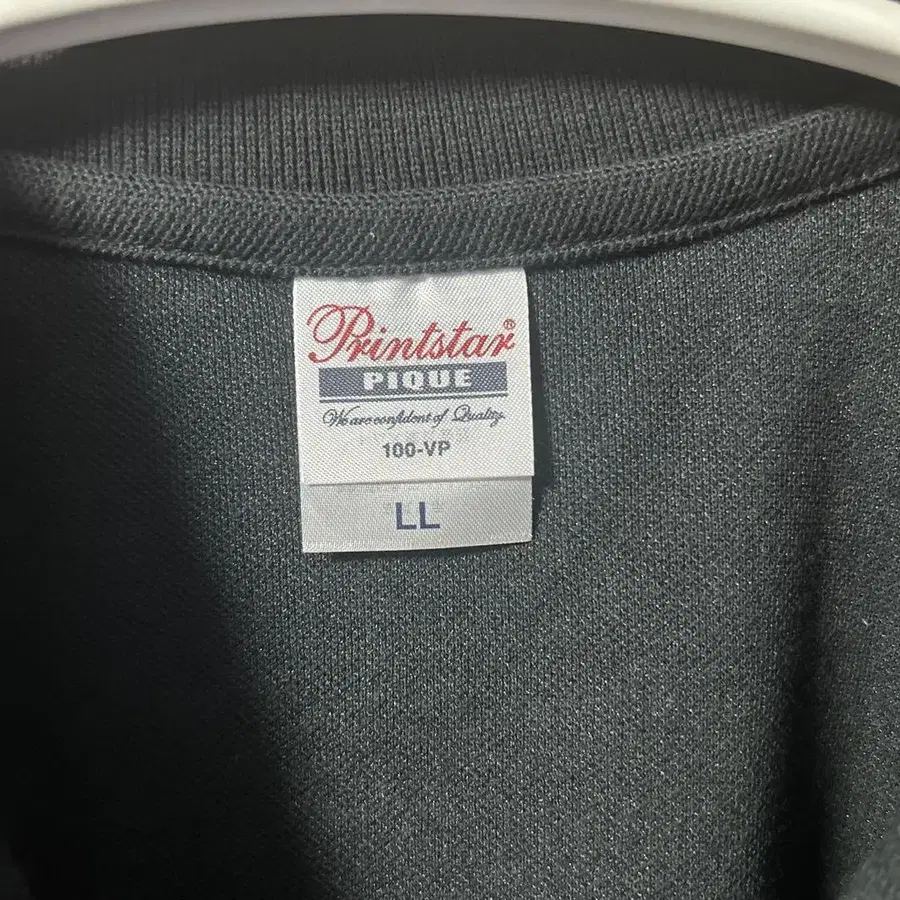 Printstar®
PIQUE
We are confident of Quality.
100-VP
LL